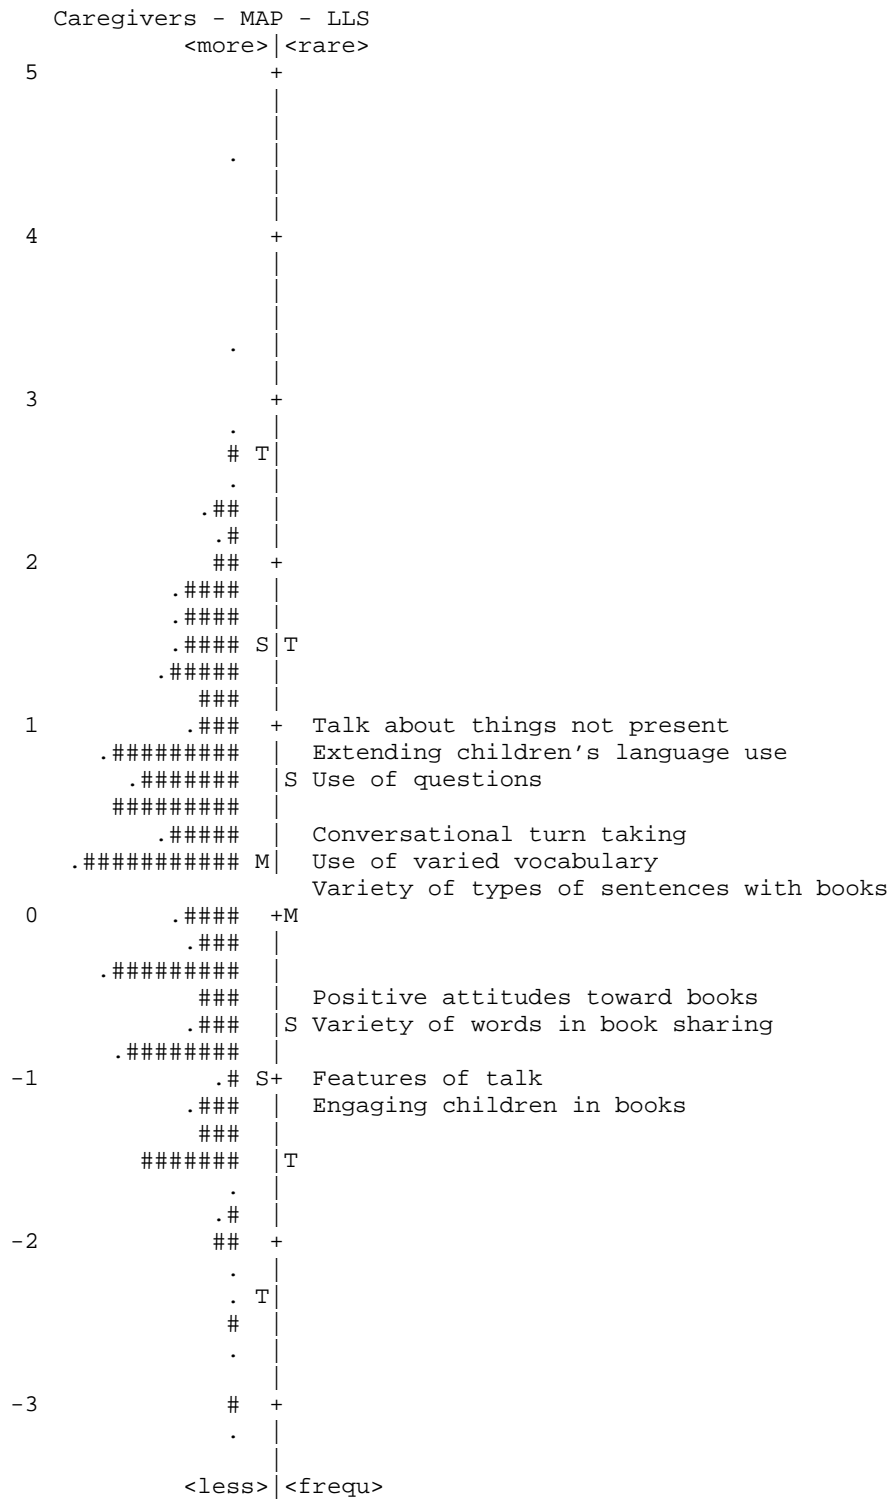 Caregivers - MAP - LLS
<more>|<rare>
5 +
|
|
. |
|
|
4 +
|
|
|
. |
|
3 +
. |
# T|
. |
.## |
.# |
2 ## +
.#### |
.#### |
.#### S|T
.##### |
### |
1 .### + Talk about things not present
.######### | Extending children’s language use
.####### |S Use of questions
######### |
.##### | Conversational turn taking
.########### M| Use of varied vocabulary
Variety of types of sentences with books
0 .#### +M
.### |
.######### |
### | Positive attitudes toward books
.### |S Variety of words in book sharing
.######## |
-1 .# S+ Features of talk
.### | Engaging children in books
### |
####### |T
. |
.# |
-2 ## +
. |
. T|
# |
. |
|
-3 # +
. |
|
<less>|<frequ>